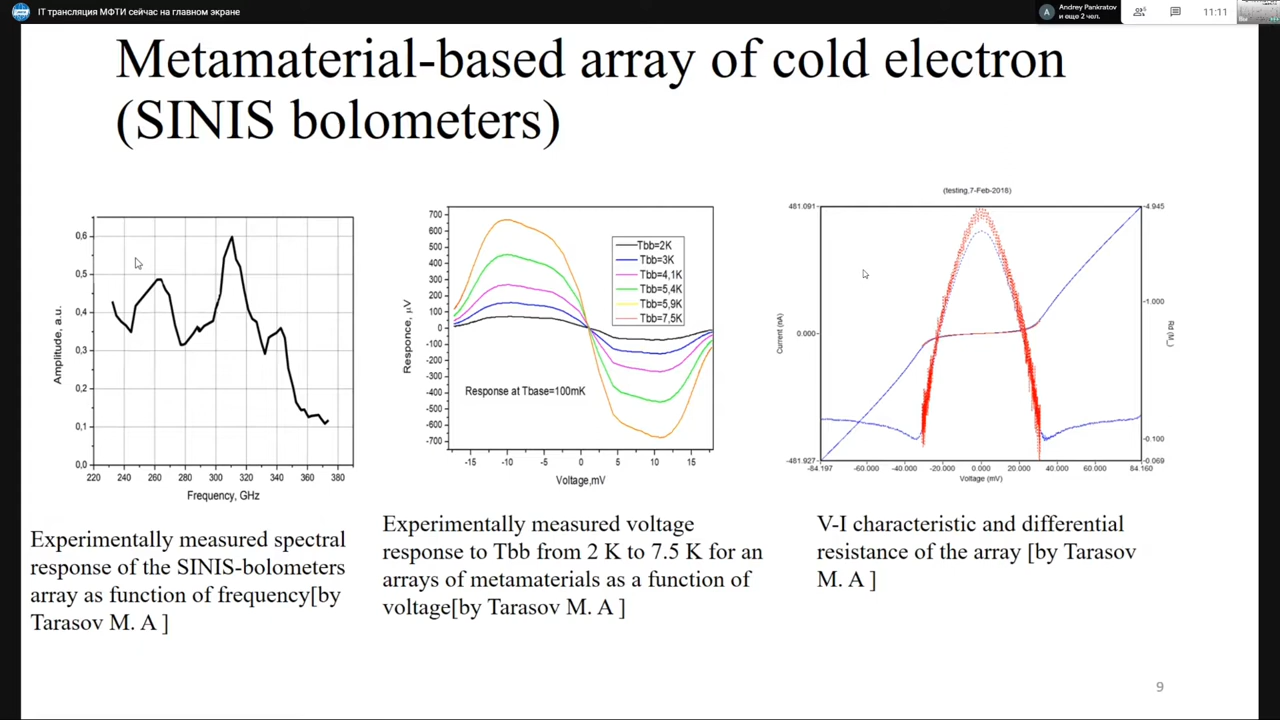 IT трансляция МФТИ сейчас на главном экране
Andrey Pankratov
и еще 2 чел.
A
11:11
Metamaterial-based array of cold electron
(SINIS bolometers)
0,6
0,5
0,4
0,3
0,2
0,1
0,0
Amplitude, a.u.
220 240 260 280 300 320 340 360 380
Frequency, GHz
700
600
500
400
300
200
100
0
-100
-200
-300
-400
-500
-600
-700
Responce, µV
Tbb=2K
Tbb=3K
Tbb=4,1K
Tbb=5,4K
Tbb=5,9K
Tbb=7,5K
Response at Tbase=100mK
-15 -10 -5 0 5 10 15
Voltage,mV
(testing,7-Feb-2018)
481.091
0.000
-481.927
Current (nA)
4.945
1.000
0.100
0.069
-84.197 -60.000 -40.000 -20.000 0.000 20.000 40.000 60.000 84.160
Voltage (mV)
Experimentally measured spectral
response of the SINIS-bolometers
array as function of frequency[by
Tarasov M. A ]
Experimentally measured voltage
response to Tbb from 2 K to 7.5 K for an
arrays of metamaterials as a function of
voltage[by Tarasov M. A ]
V-I characteristic and differential
resistance of the array [by Tarasov
M. A ]
9